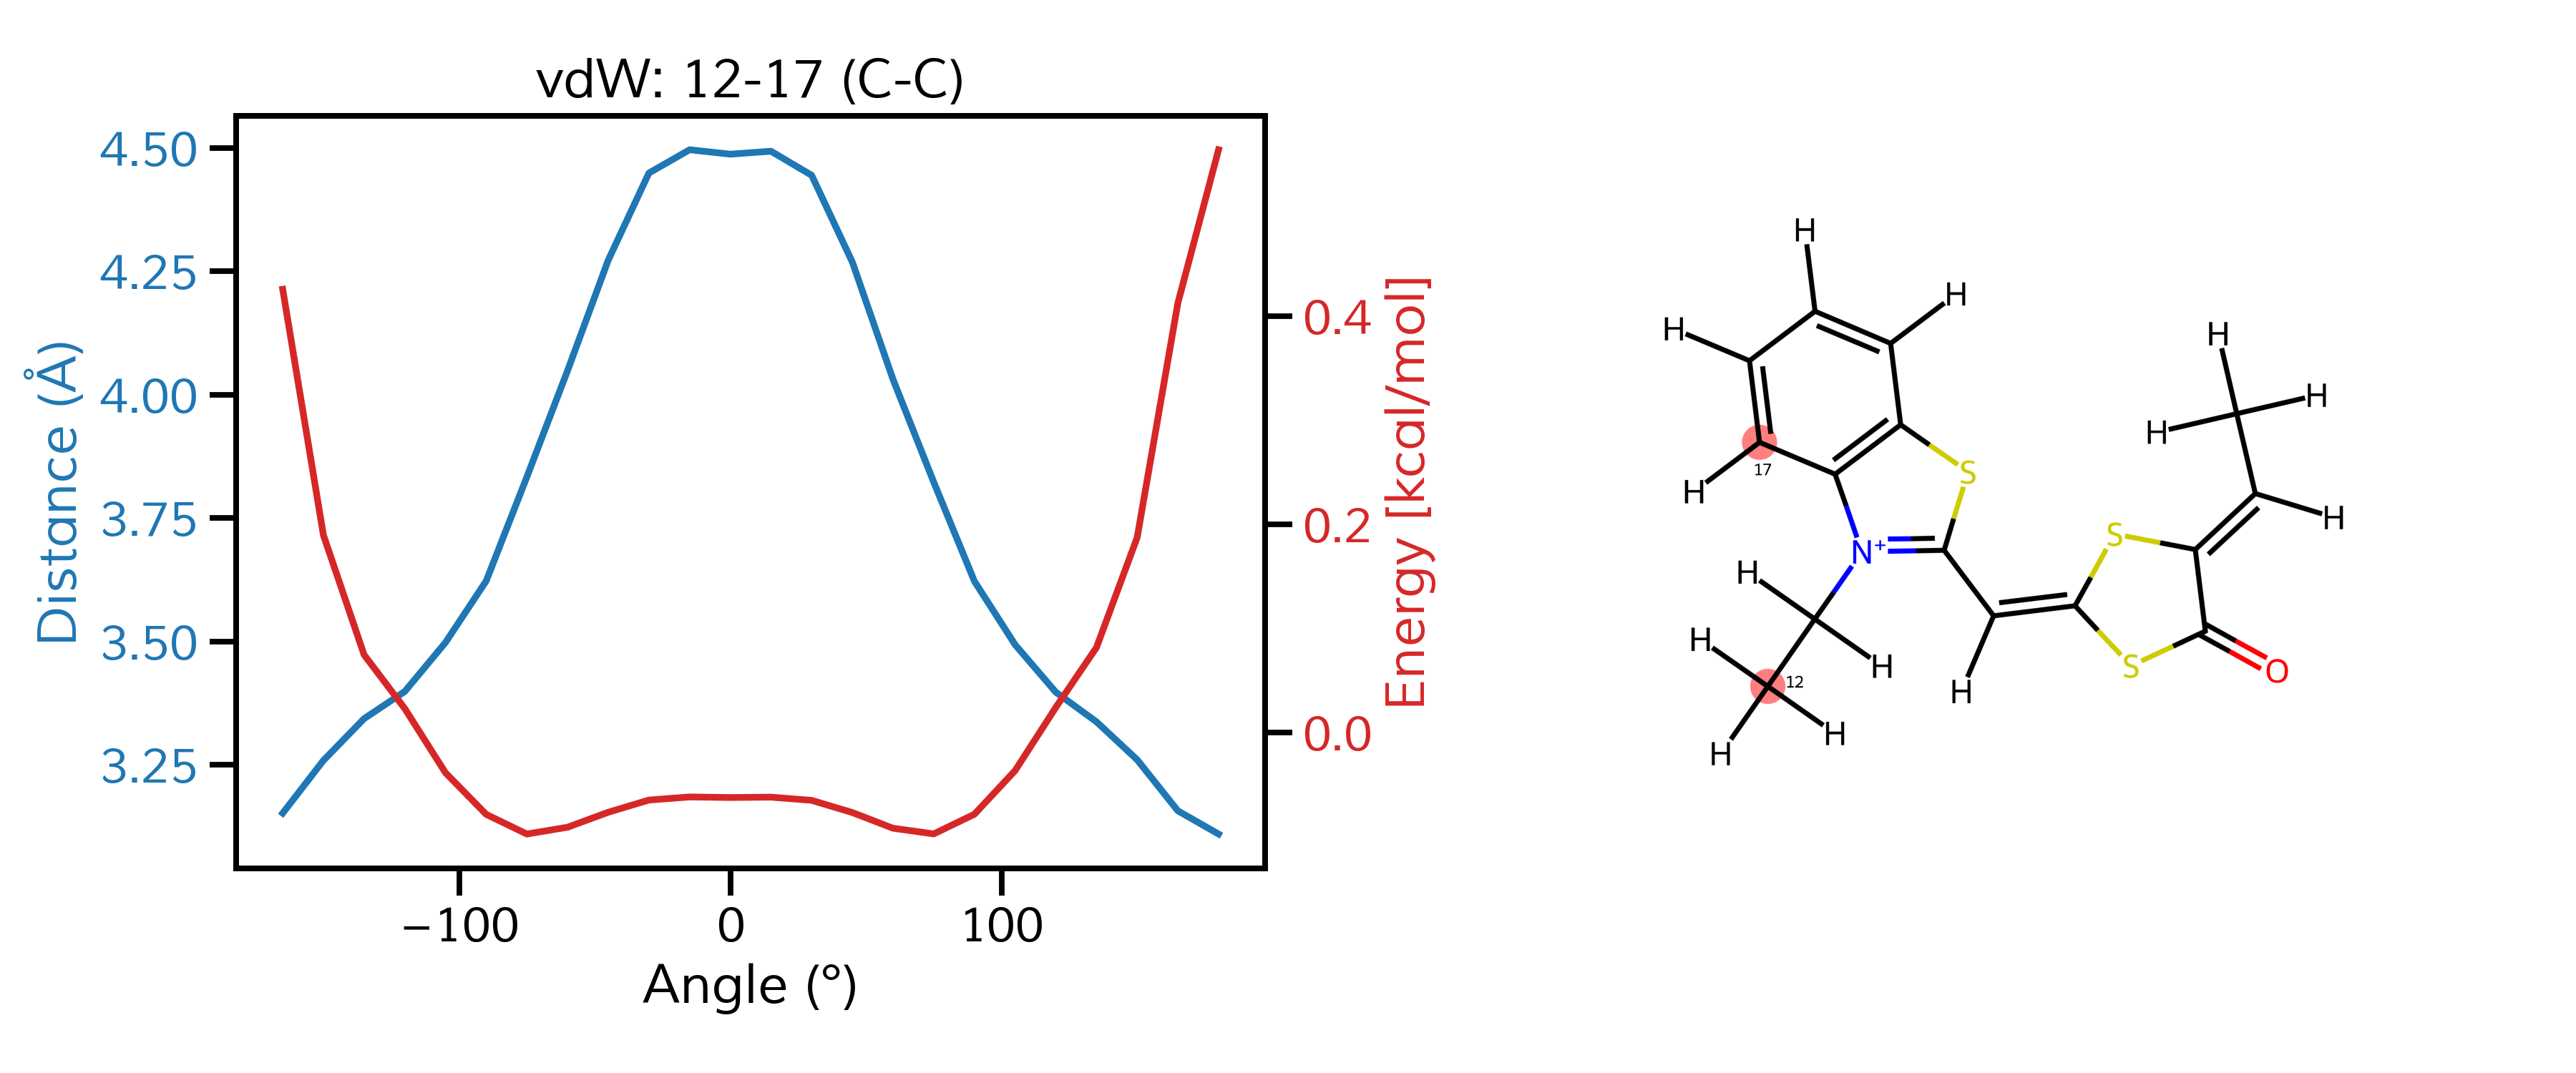 vdW: 12-17 (C-C)
4.50
4.25
4.00
3.75
3.50
3.25
Distance (Å)
0.4
0.2
0.0
Energy [kcal/mol]
−100 0 100
Angle (°)
H
H
H
H
H
H
H
H
17
S
H
S
N+
H
H
H
S
O
12
H
H
H